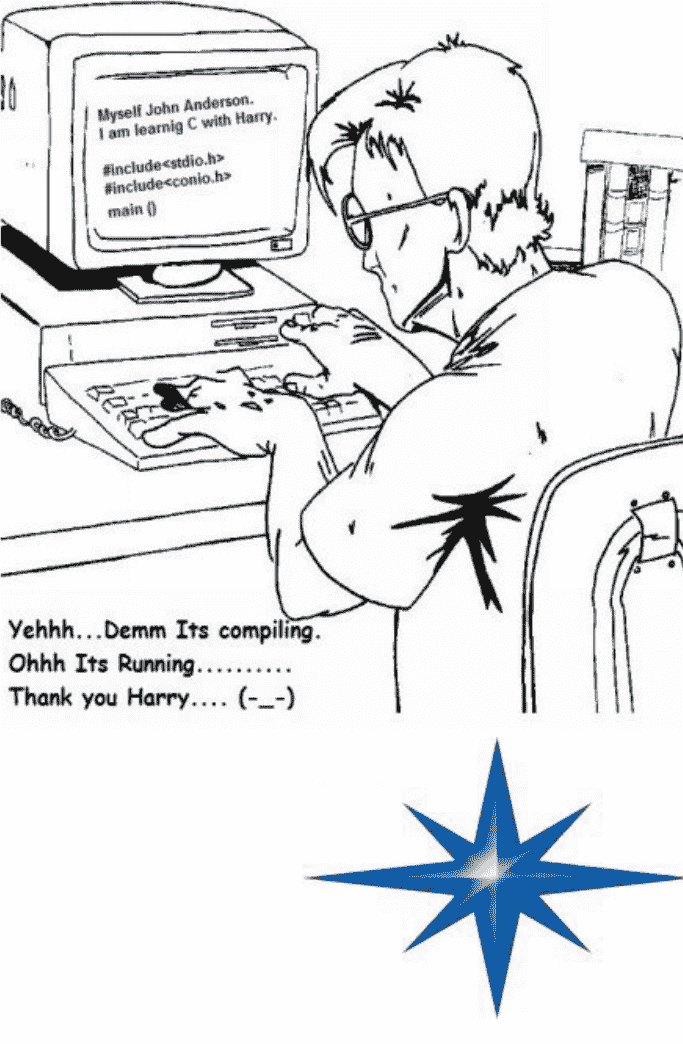 Myself John Anderson.
I am learnig C with Harry.
#include<stdio.h>
#include<conio.h>
main ()
Yehhh...Demm Its compiling.
Ohhh Its Running..........
Thank you Harry.... (-_-)